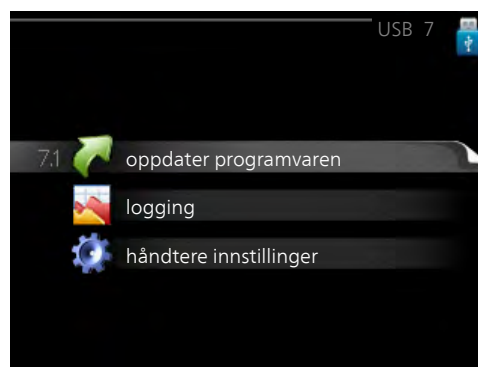 USB 7
7.1 oppdater programvaren
logging
håndtere innstillinger